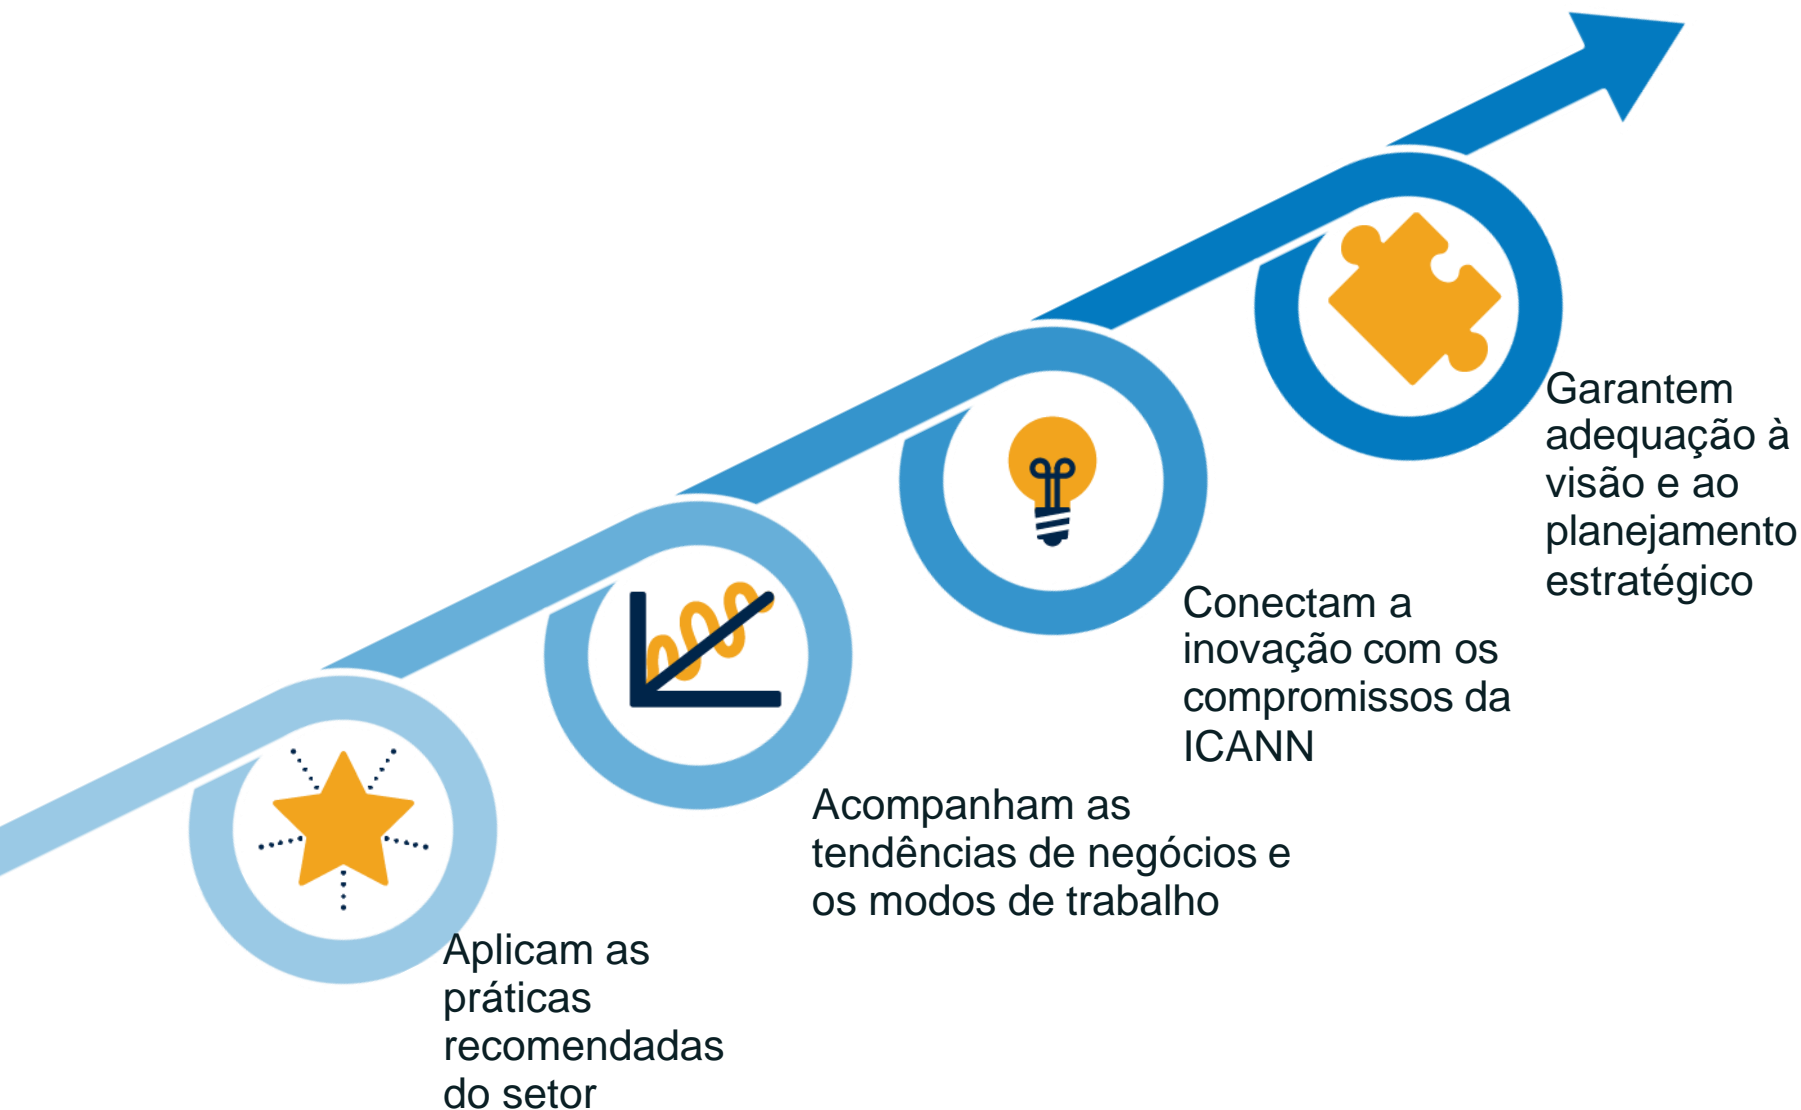 Aplicam as
práticas
recomendadas
do setor
Acompanham as
tendências de negócios e
os modos de trabalho
Conectam a
inovação com os
compromissos da
ICANN
Garantem
adequação à
visão e ao
planejamento
estratégico